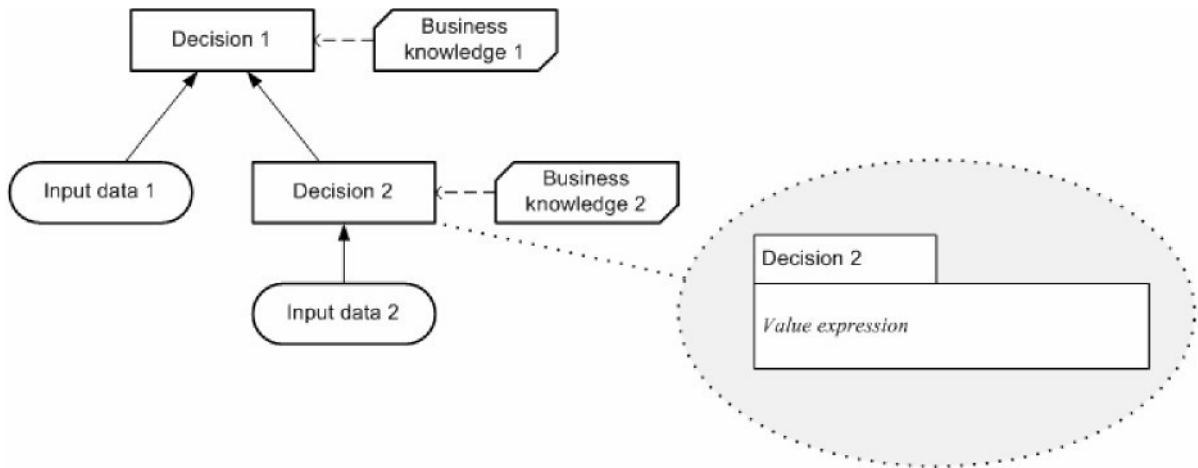 Decision 1
Business
knowledge 1
Input data 1
Decision 2
Business
knowledge 2
Input data 2
Decision 2
Value expression